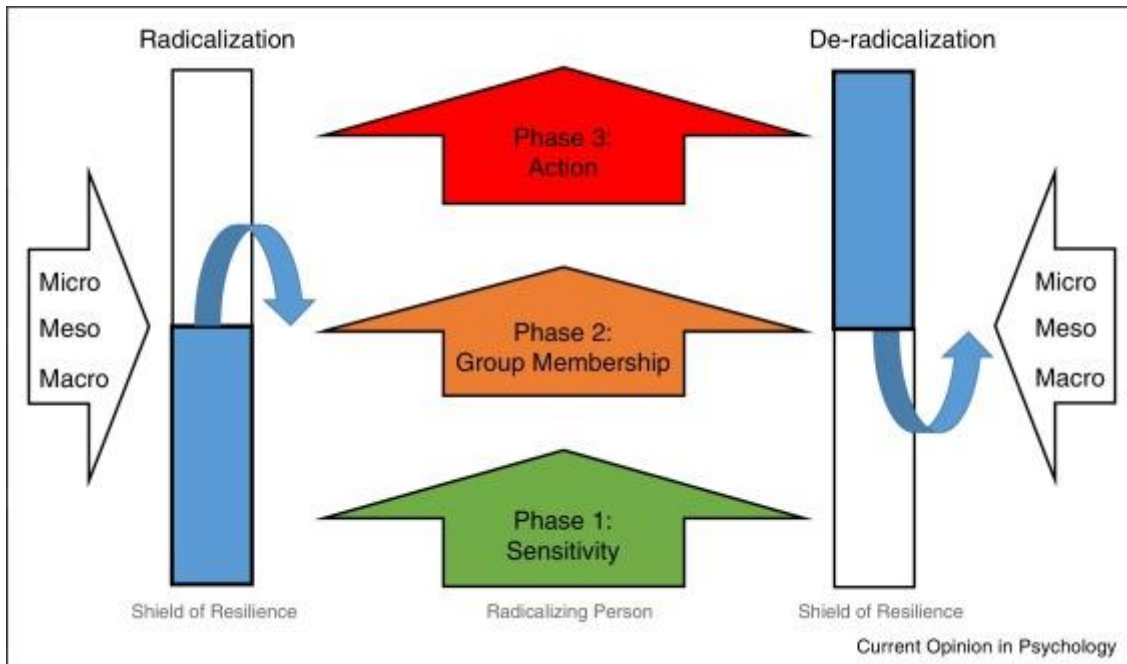 Radicalization
De-radicalization
Phase 3:
Action
Micro
Meso
Macro
Phase 2:
Group Membership
Micro
Meso
Macro
Phase 1:
Sensitivity
Shield of Resilience
Radicalizing Person
Shield of Resilience
Current Opinion in Psychology